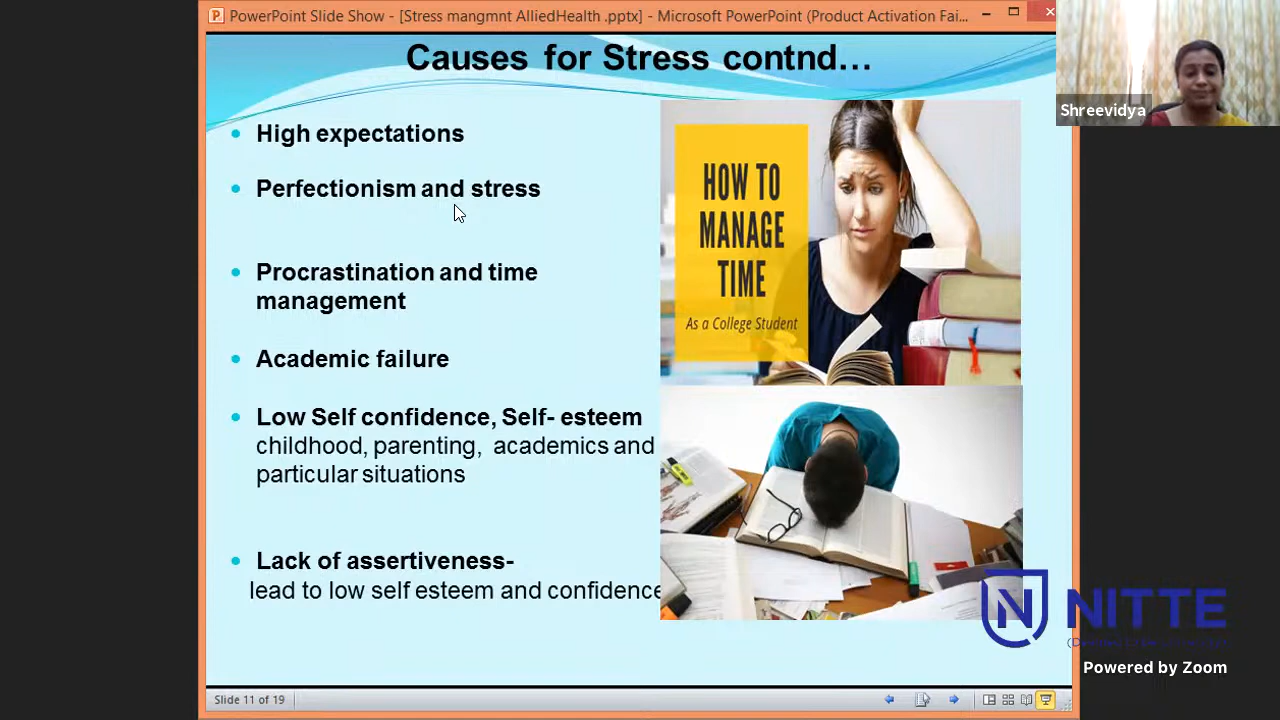 PowerPoint Slide Show - [Stress mangmnt AlliedHealth .pptx] - Microsoft PowerPoint (Product Activation Fai...
Causes for Stress contnd...
Shreevidya
• High expectations
• Perfectionism and stress
• Procrastination and time
management
• Academic failure
• Low Self confidence, Self- esteem
childhood, parenting, academics and
particular situations
• Lack of assertiveness-
lead to low self esteem and confidence
HOW TO
MANAGE
TIME
As a College Student
N NITTE
Powered by Zoom
Slide 11 of 19